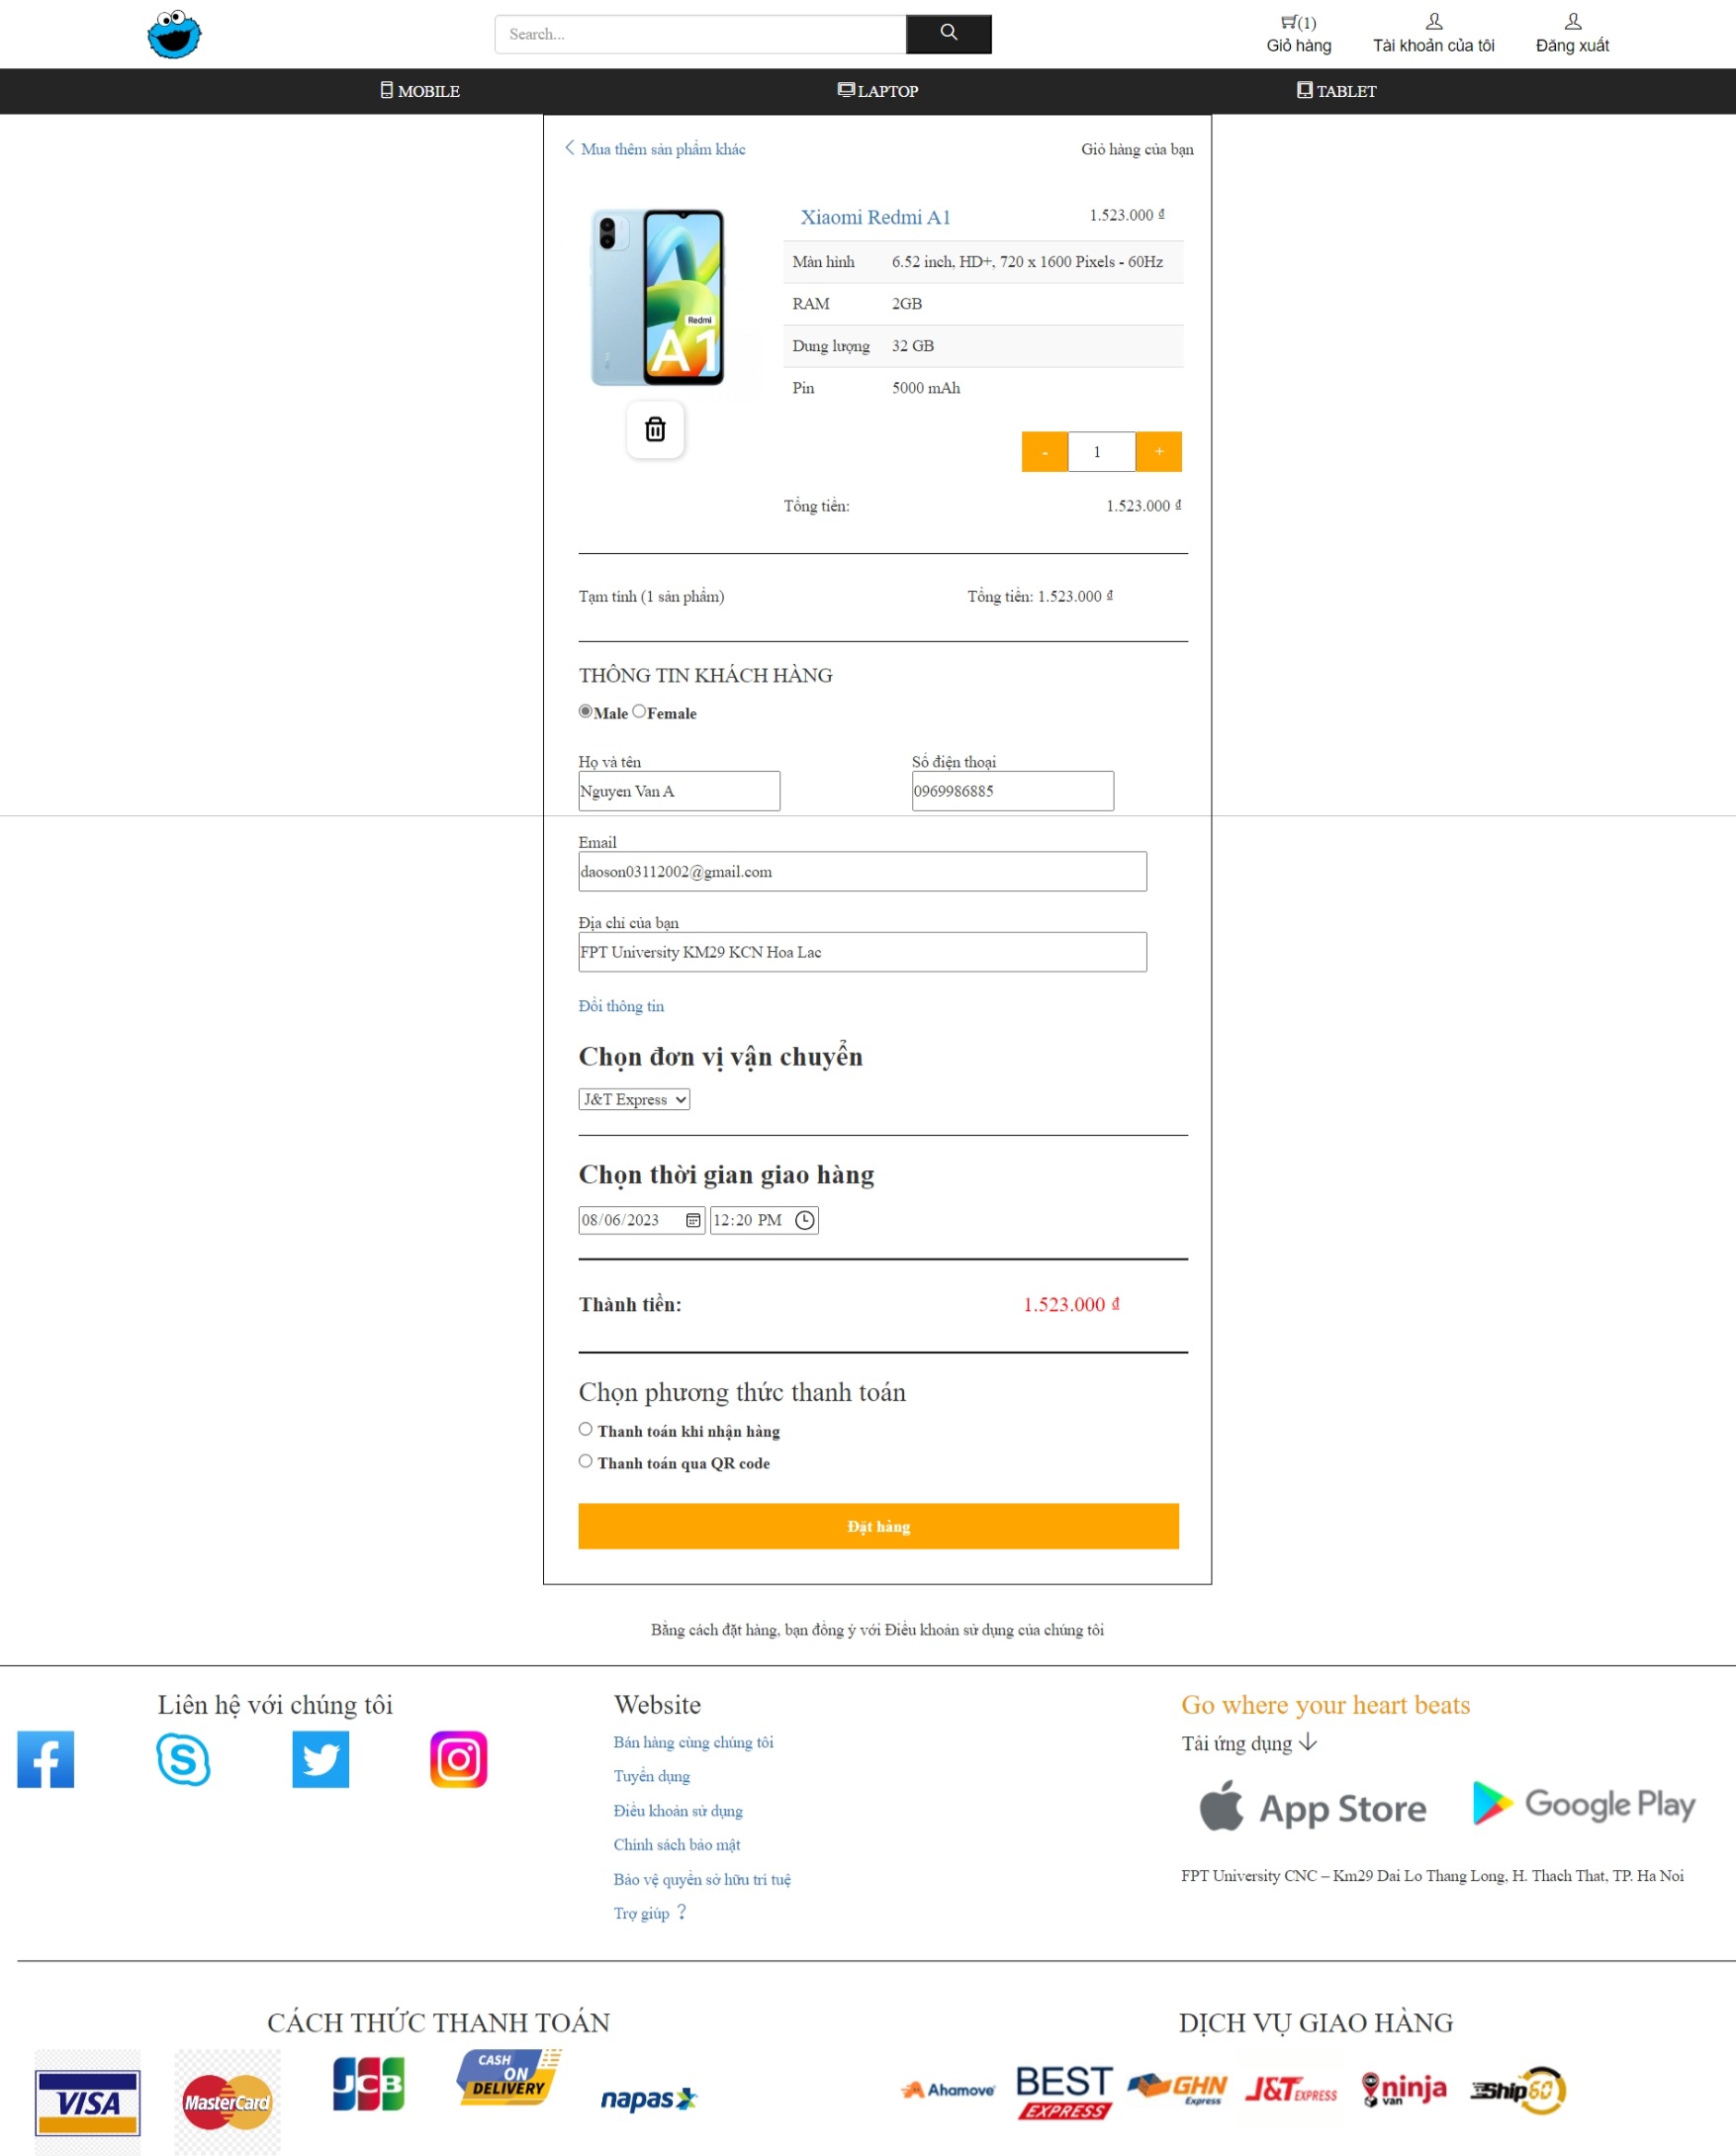 Search...
(1)
Giỏ hàng
Tài khoản của tôi
Đăng xuất
MOBILE
LAPTOP
TABLET
Mua thêm sản phẩm khác
Giỏ hàng của bạn
Xiaomi Redmi A1
1.523.000 ₫
Màn hình 6.52 inch, HD+, 720 x 1600 Pixels - 60Hz
RAM 2GB
Dung lượng 32 GB
Pin 5000 mAh
Redmi
A1
- 1 +
Tổng tiền: 1.523.000 ₫
Tạm tính (1 sản phẩm) Tổng tiền: 1.523.000 ₫
THÔNG TIN KHÁCH HÀNG
Male Female
Họ và tên
Nguyen Van A
Số điện thoại
0969986885
Email
daoson03112002@gmail.com
Địa chỉ của bạn
FPT University KM29 KCN Hoa Lac
Đổi thông tin
Chọn đơn vị vận chuyển
J&T Express
Chọn thời gian giao hàng
08/06/2023 12:20 PM
Thành tiền: 1.523.000 ₫
Chọn phương thức thanh toán
Thanh toán khi nhận hàng
Thanh toán qua QR code
Đặt hàng
Bằng cách đặt hàng, bạn đồng ý với Điều khoản sử dụng của chúng tôi
Liên hệ với chúng tôi
Website
Bán hàng cùng chúng tôi
Tuyển dụng
Điều khoản sử dụng
Chính sách bảo mật
Bảo vệ quyền sở hữu trí tuệ
Trợ giúp ?
Go where your heart beats
Tải ứng dụng
App Store
Google Play
FPT University CNC – Km29 Dai Lo Thang Long, H. Thach That, TP. Ha Noi
CÁCH THỨC THANH TOÁN
VISA
MasterCard
JCB
CASH
ON
DELIVERY
napas
DỊCH VỤ GIAO HÀNG
Ahamove
BEST
EXPRESS
GHN
Express
J&T EXPRESS
ninja
van
Ship60